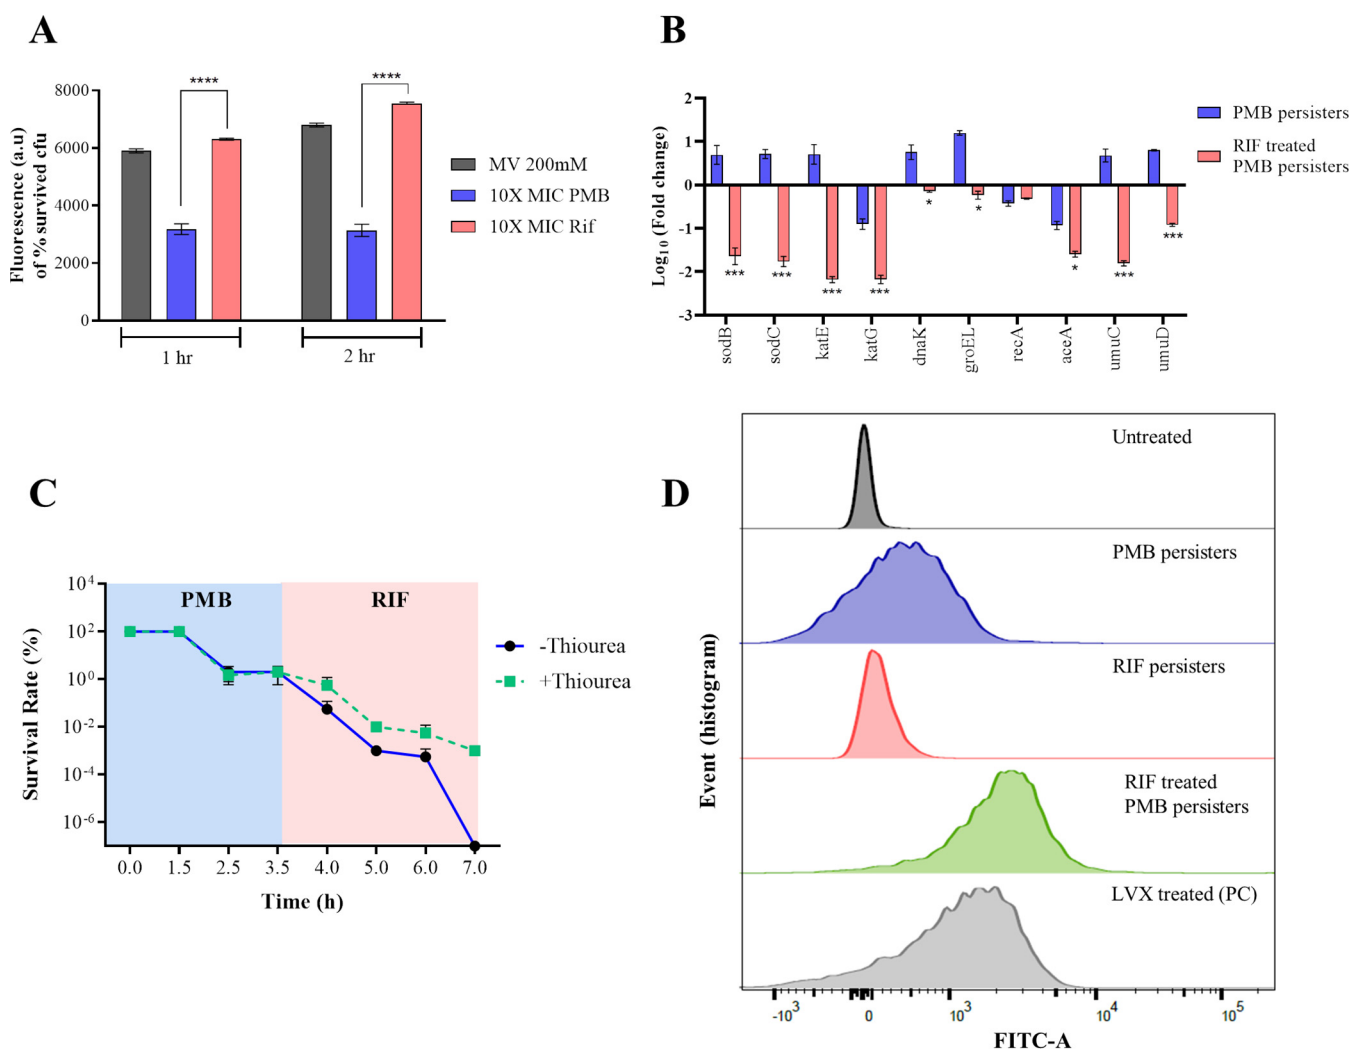 A
Fluorescence (a.u)
of % survived cfu
8000
6000
4000
2000
0
****
****
1 hr
2 hr
MV 200mM
10X MIC PMB
10X MIC Rif
B
Log10 (Fold change)
2
1
0
-1
-2
-3
***
***
***
***
*
*
*
***
***
sodB
sodC
katE
katG
dnaK
groEL
recA
aceA
umuC
umuD
PMB persisters
RIF treated
PMB persisters
C
Survival Rate (%)
10^4
10^2
10^0
10^-2
10^-4
10^-6
PMB
RIF
0.0
1.5
2.5
3.5
4.0
5.0
6.0
7.0
Time (h)
-Thiourea
+Thiourea
D
Event (histogram)
Untreated
PMB persisters
RIF persisters
RIF treated
PMB persisters
LVX treated (PC)
-10^3
0
10^3
10^4
10^5
FITC-A